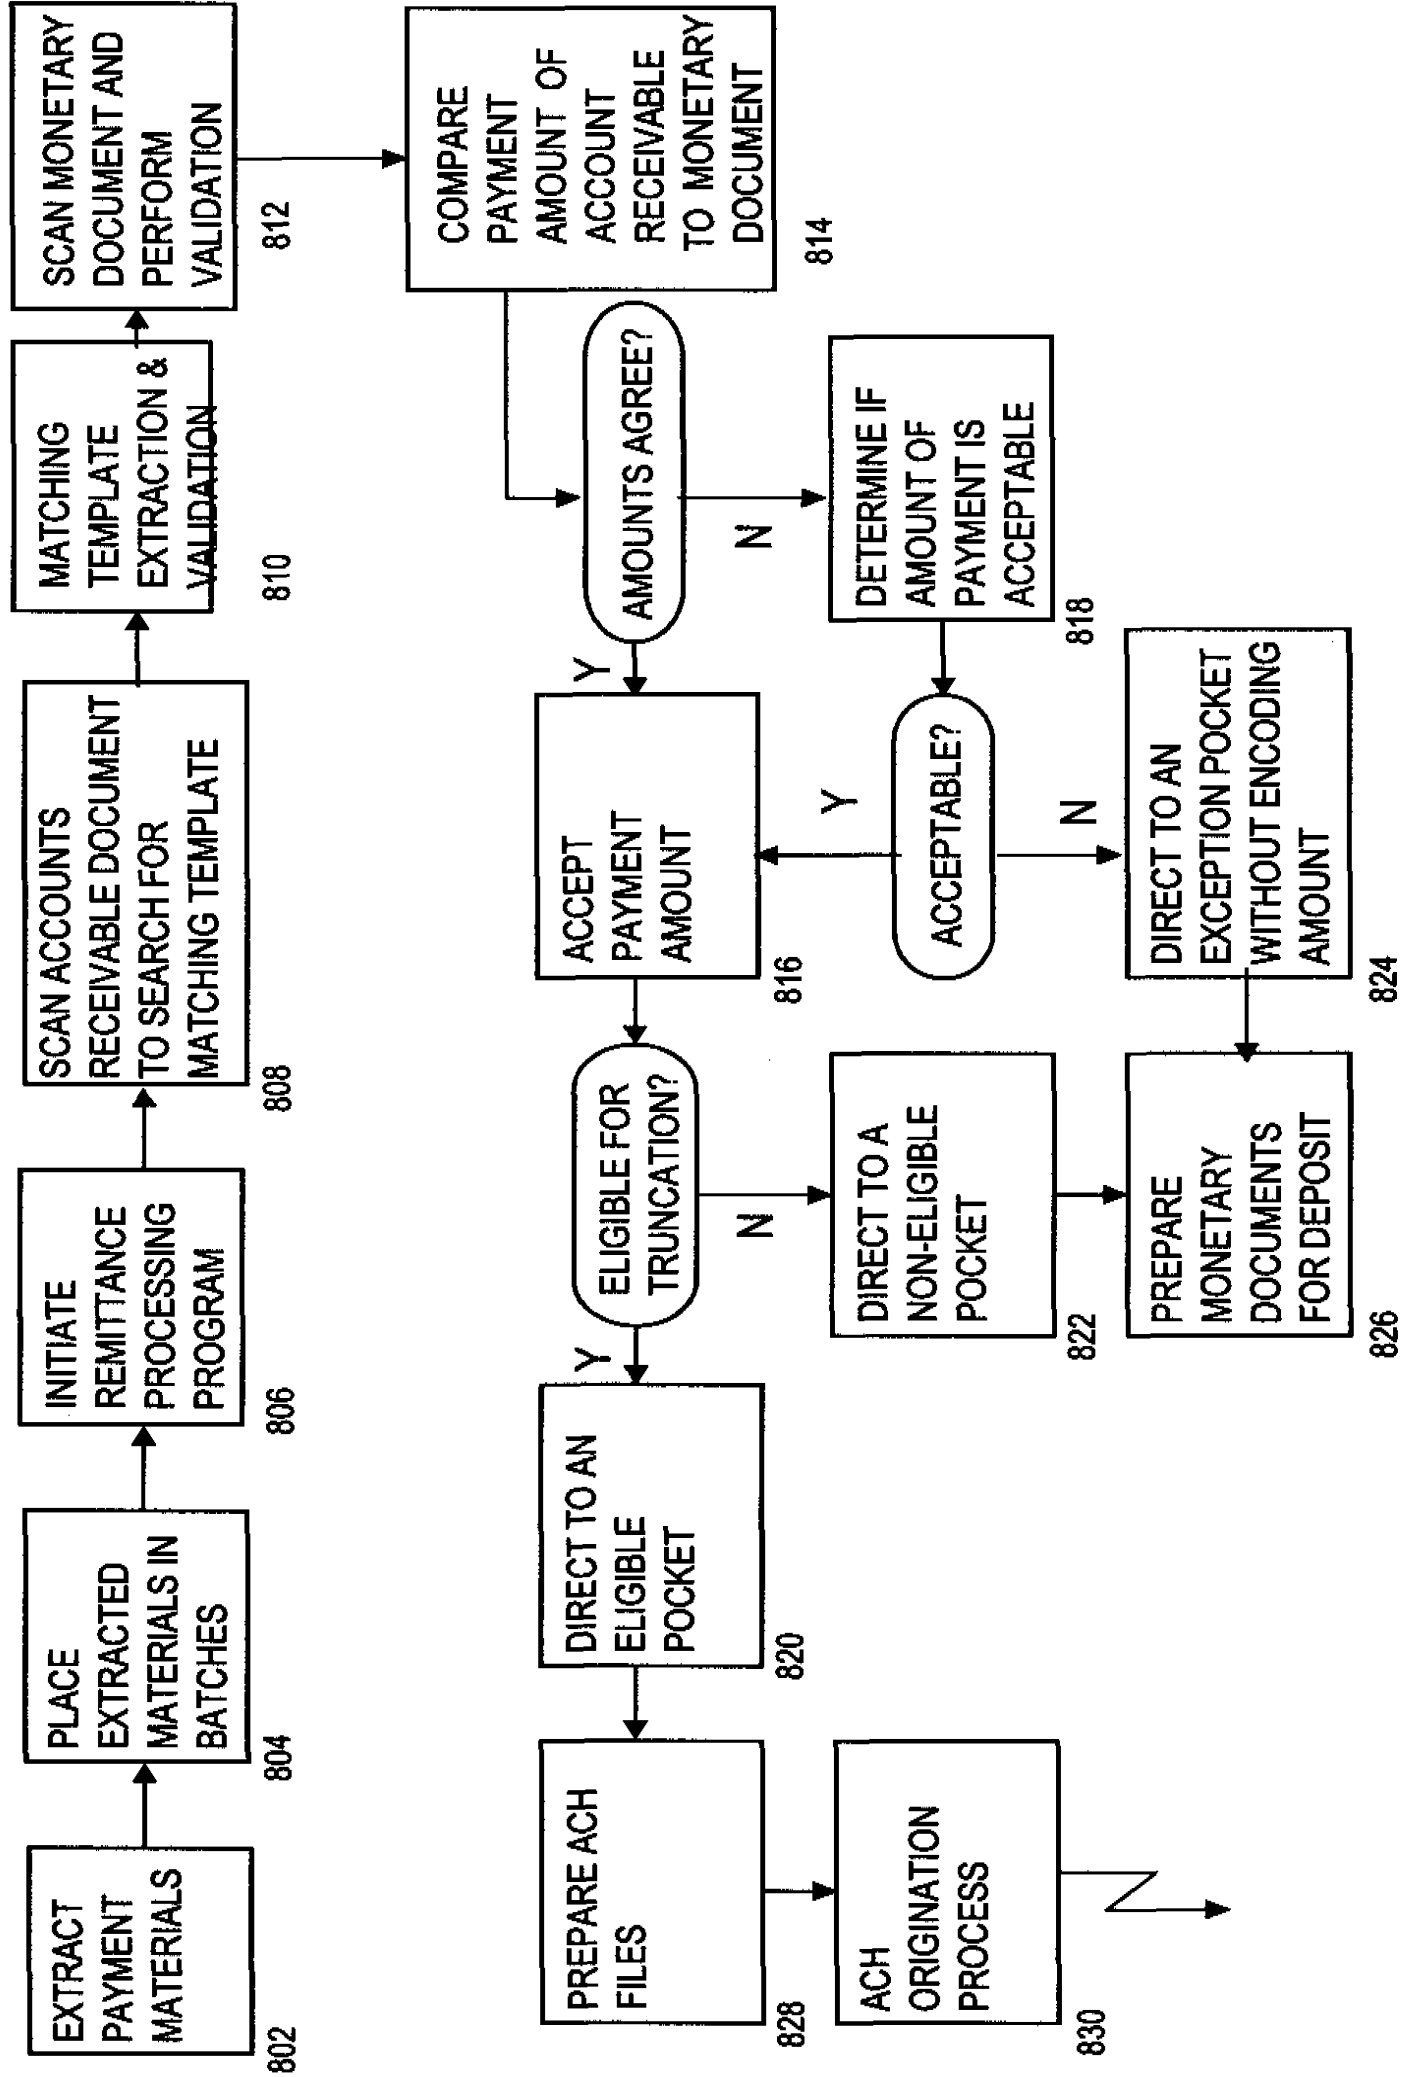 EXTRACT
PAYMENT
MATERIALS
802
PLACE
EXTRACTED
MATERIALS IN
BATCHES
804
INITIATE
REMITTANCE
PROCESSING
PROGRAM
806
SCAN ACCOUNTS
RECEIVABLE DOCUMENT
TO SEARCH FOR
MATCHING TEMPLATE
808
MATCHING
TEMPLATE
EXTRACTION &
VALIDATION
810
SCAN MONETARY
DOCUMENT AND
PERFORM
VALIDATION
812
COMPARE
PAYMENT
AMOUNT OF
ACCOUNT
RECEIVABLE
TO MONETARY
DOCUMENT
814
AMOUNTS AGREE?
Y
N
ACCEPT
PAYMENT
AMOUNT
816
DETERMINE IF
AMOUNT OF
PAYMENT IS
ACCEPTABLE
818
ACCEPTABLE?
Y
N
ELIGIBLE FOR
TRUNCATION?
Y
N
DIRECT TO AN
ELIGIBLE
POCKET
820
DIRECT TO A
NON-ELIGIBLE
POCKET
822
DIRECT TO AN
EXCEPTION POCKET
WITHOUT ENCODING
AMOUNT
824
PREPARE
MONETARY
DOCUMENTS
FOR DEPOSIT
826
PREPARE ACH
FILES
828
ACH
ORIGINATION
PROCESS
830